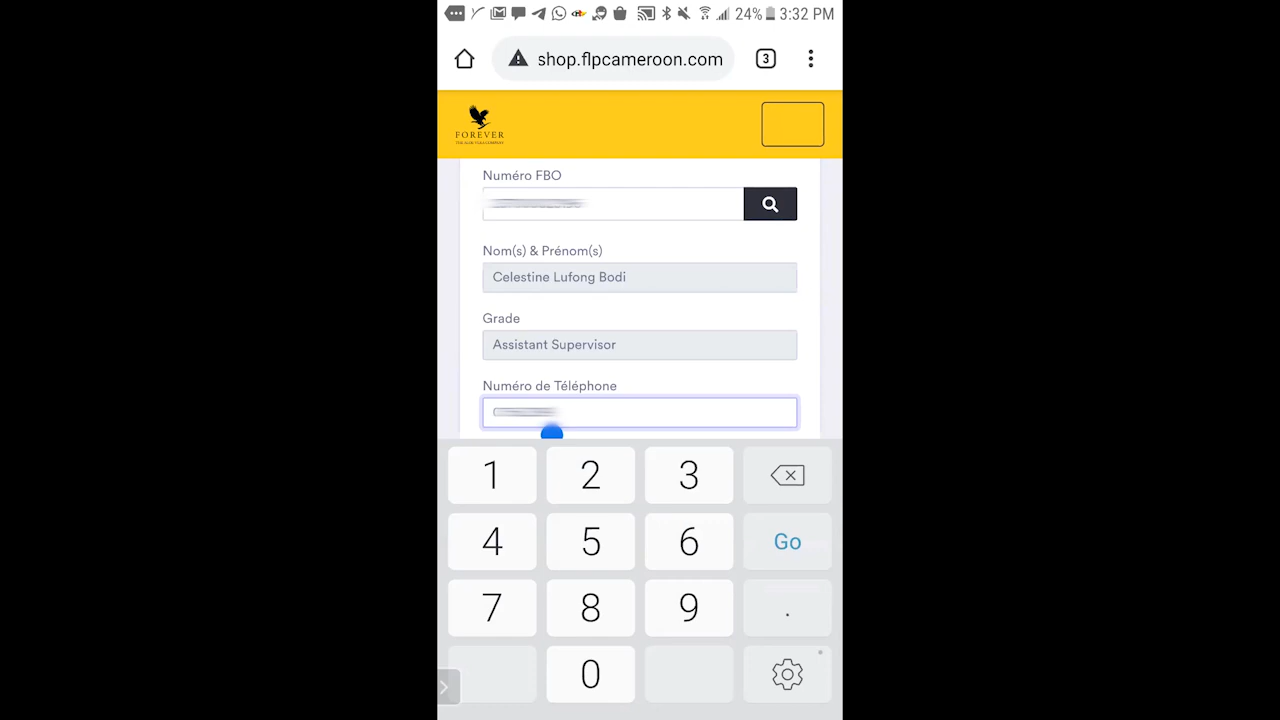 24% 3:32 PM
shop.flpcameroon.com
3
FOREVER
Numéro FBO
Nom(s) & Prénom(s)
Celestine Lufong Bodi
Grade
Assistant Supervisor
Numéro de Téléphone
1 2 3
4 5 6 Go
7 8 9 .
0